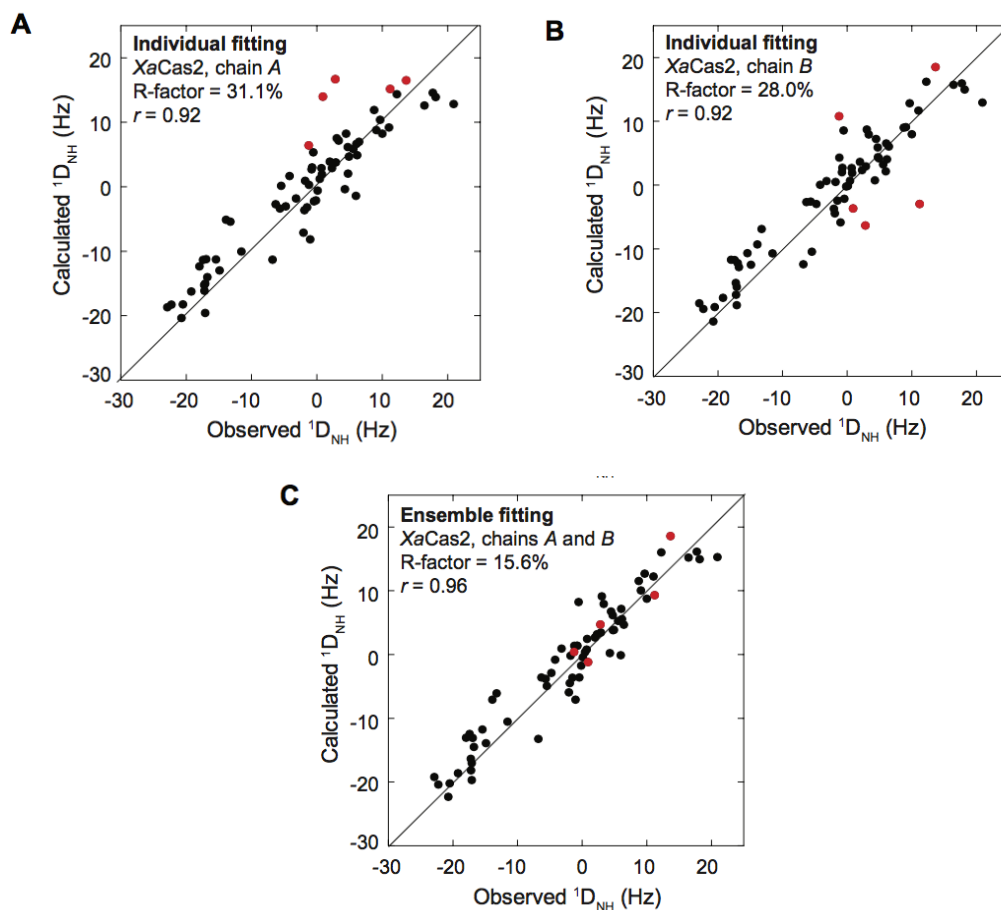 A
Individual fitting
XaCas2, chain A
R-factor = 31.1%
r = 0.92
20
10
0
-10
-20
-30
-30
-20
-10
0
10
20
Calculated ¹D_NH (Hz)
Observed ¹D_NH (Hz)
B
Individual fitting
XaCas2, chain B
R-factor = 28.0%
r = 0.92
20
10
0
-10
-20
-30
-30
-20
-10
0
10
20
Calculated ¹D_NH (Hz)
Observed ¹D_NH (Hz)
C
Ensemble fitting
XaCas2, chains A and B
R-factor = 15.6%
r = 0.96
20
10
0
-10
-20
-30
-30
-20
-10
0
10
20
Calculated ¹D_NH (Hz)
Observed ¹D_NH (Hz)